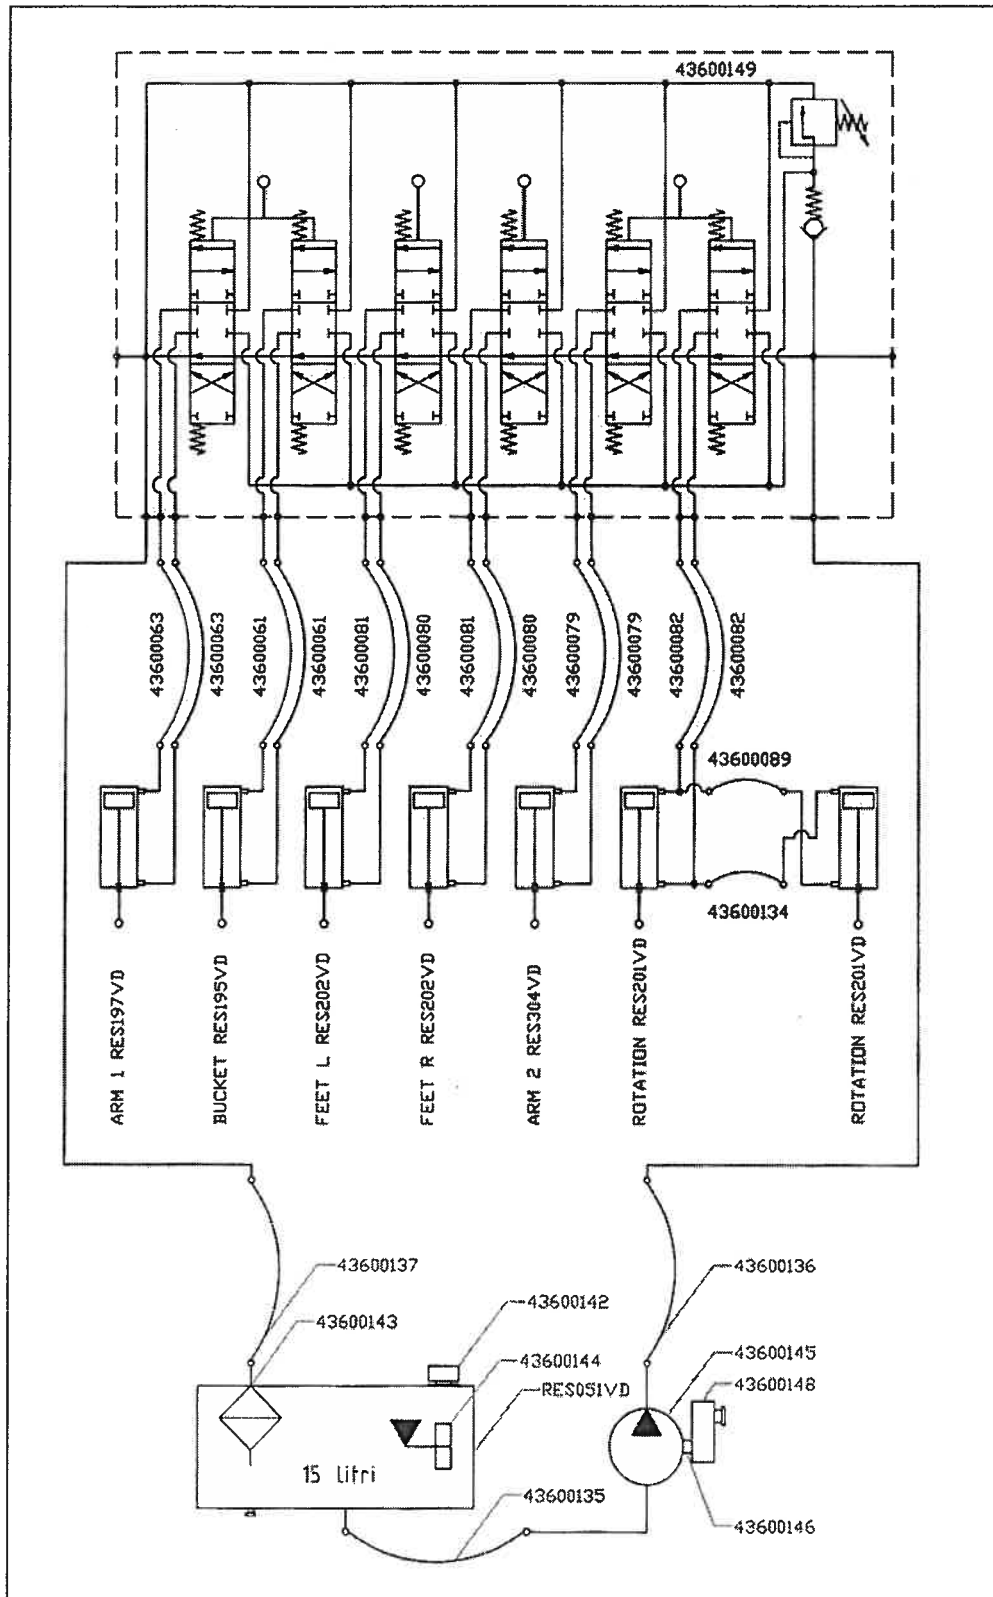 43600149
43600063
43600063
43600061
43600061
43600081
43600080
43600081
43600080
43600079
43600079
43600082
43600082
43600089
43600134
ARM 1 RES197VD
BUCKET RES195VD
FEET L RES202VD
FEET R RES202VD
ARM 2 RES304VD
ROTATION RES201VD
ROTATION RES201VD
43600137
43600136
43600142
43600143
43600145
43600144
43600148
RES051VD
15 litri
43600135
43600146